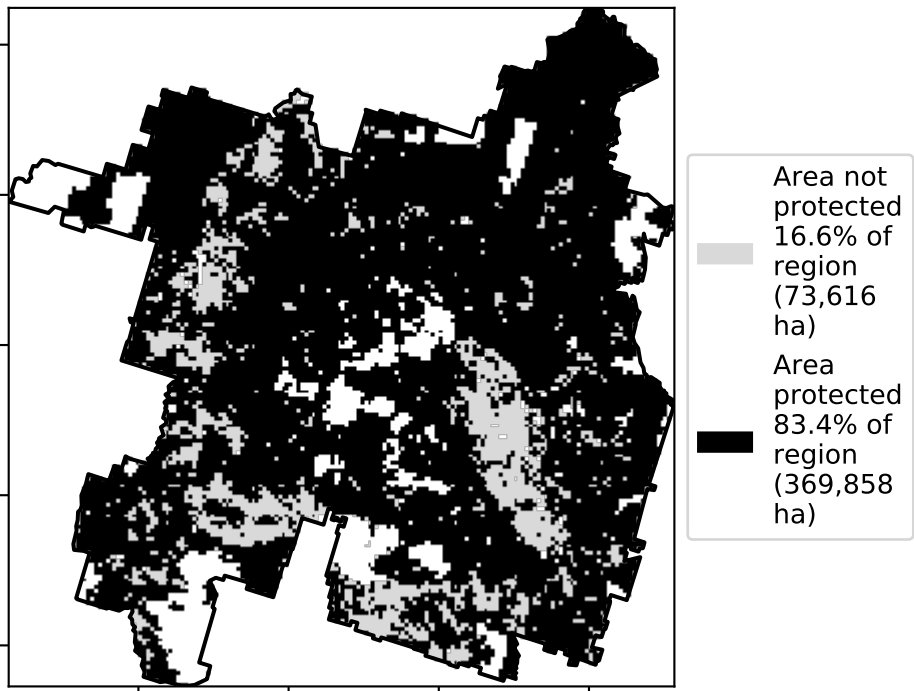 Area not
protected
16.6% of
region
(73,616
ha)
Area
protected
83.4% of
region
(369,858
ha)